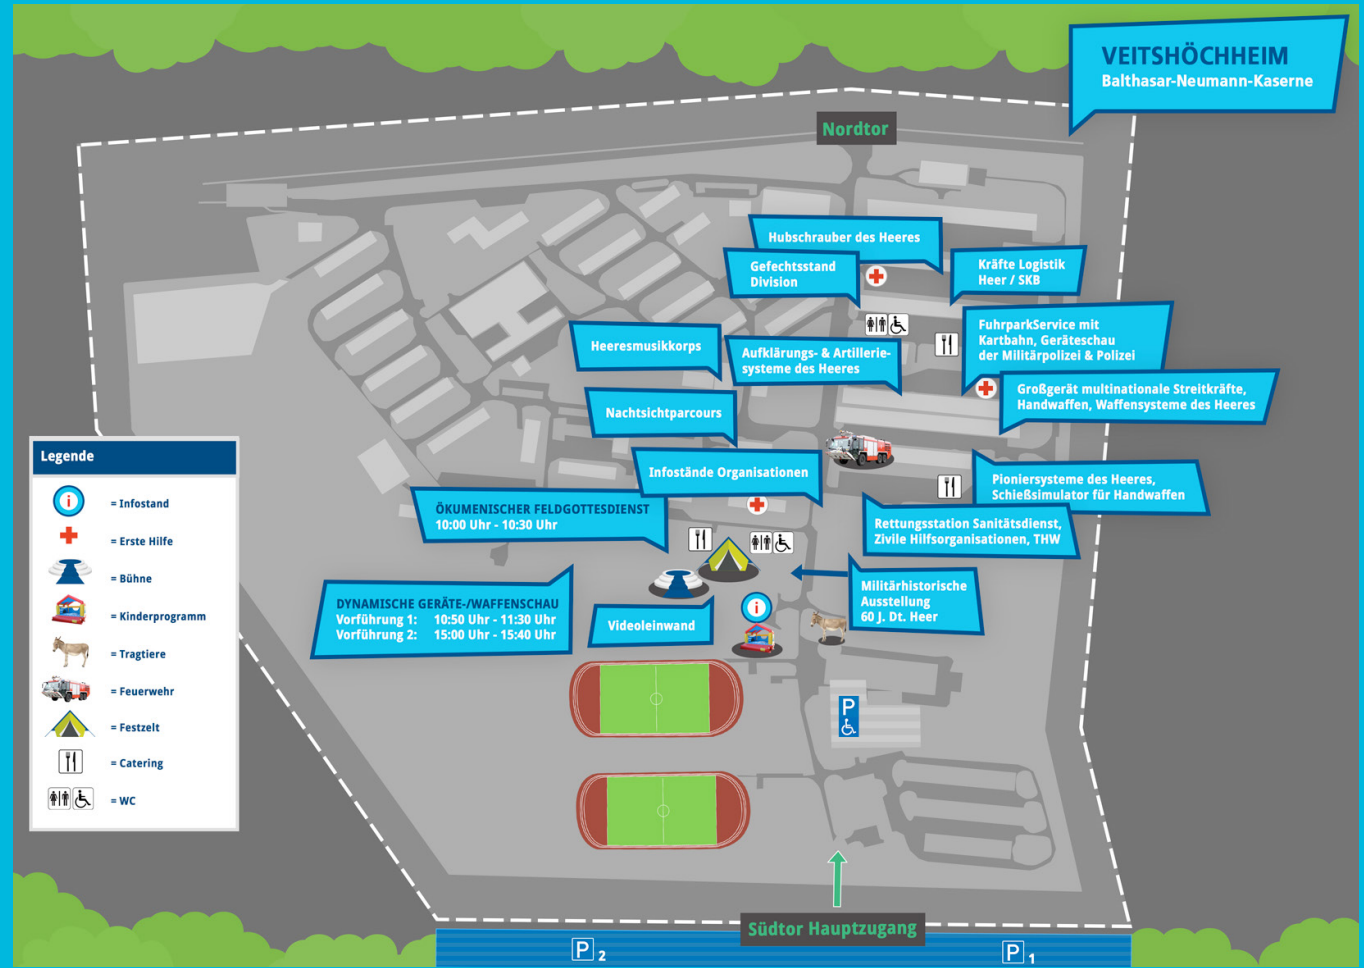 VEITSHÖCHHEIM
Balthasar-Neumann-Kaserne
Nordtor
Hubschrauber des Heeres
Gefechtsstand
Division
Kräfte Logistik
Heer / SKB
FuhrparkService mit
Kartbahn, Geräteschau
der Militärpolizei & Polizei
Heeresmusikkorps
Aufklärungs- & Artillerie-
systeme des Heeres
Großgerät multinationale Streitkräfte,
Handwaffen, Waffensysteme des Heeres
Nachtsichtparcours
Infostände Organisationen
Pioniersysteme des Heeres,
Schießsimulator für Handwaffen
ÖKUMENISCHER FELDGOTTESDIENST
10:00 Uhr - 10:30 Uhr
Rettungsstation Sanitätsdienst,
Zivile Hilfsorganisationen, THW
Militärhistorische
Ausstellung
60 J. Dt. Heer
DYNAMISCHE GERÄTE-/WAFFENSCHAU
Vorführung 1: 10:50 Uhr - 11:30 Uhr
Vorführung 2: 15:00 Uhr - 15:40 Uhr
Videoleinwand
i
P
Legende
i = Infostand
= Erste Hilfe
= Bühne
= Kinderprogramm
= Tragtiere
= Feuerwehr
= Festzelt
= Catering
= WC
Südtor Hauptzugang
P 2
P 1